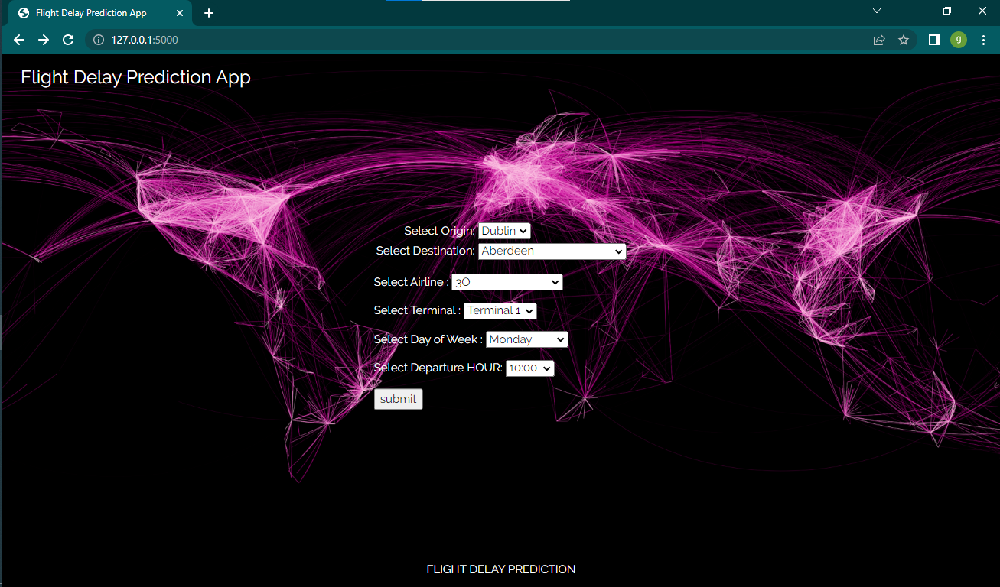 Flight Delay Prediction App
127.0.0.1:5000
g
Flight Delay Prediction App
Select Origin: Dublin
Select Destination: Aberdeen
Select Airline : 3O
Select Terminal : Terminal 1
Select Day of Week : Monday
Select Departure HOUR: 10:00
submit
FLIGHT DELAY PREDICTION